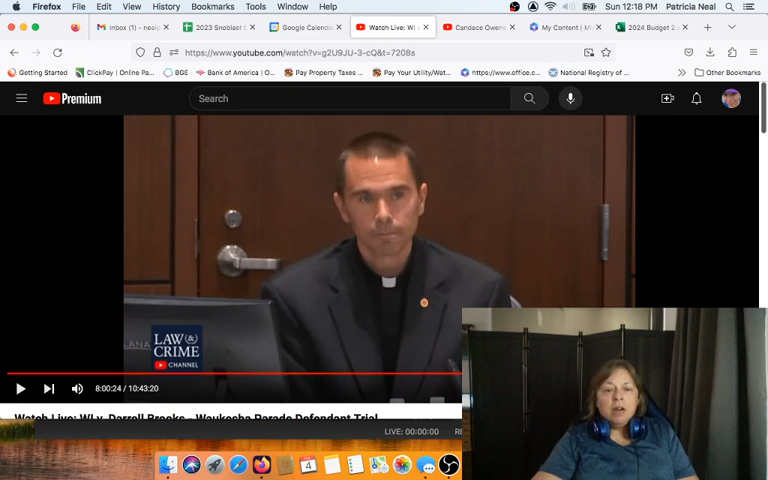 Firefox File Edit View History Bookmarks Tools Window Help Sun 12:18 PM Patricia Neal
Inbox (1) - nealp 2023 Snoblast E Google Calenda Watch Live: WI v Candace Owens My Content | M 2024 Budget 2.
https://www.youtube.com/watch?v=g2U9JU-3-cQ&t=7208s
Getting Started ClickPay | Online Pa... BGE Bank of America | O... Pay Property Taxes ... Pay Your Utility/Wat... https://www.office.c... National Registry of ... Other Bookmarks
Premium Search
LANA
LAW&
CRIME
CHANNEL
8:00:24 / 10:43:20
Watch Live: WI v. Darrell Brooks - Waukesha Parade Defendant Trial
LIVE: 00:00:00 RE
4